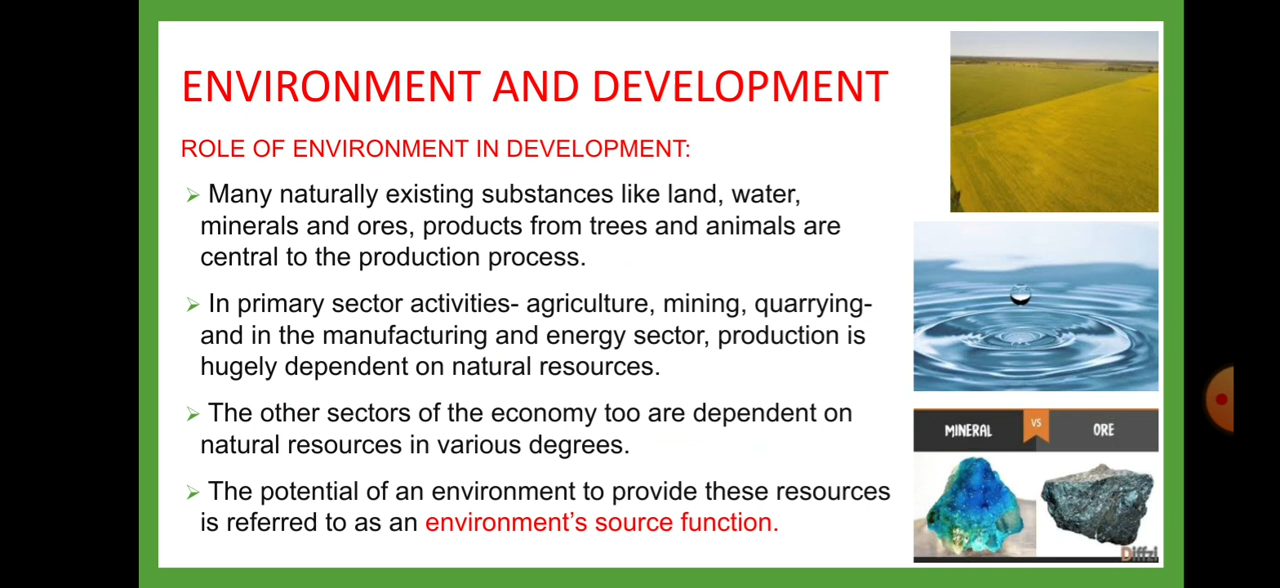 ENVIRONMENT AND DEVELOPMENT
ROLE OF ENVIRONMENT IN DEVELOPMENT:
➢ Many naturally existing substances like land, water,
minerals and ores, products from trees and animals are
central to the production process.
➢ In primary sector activities- agriculture, mining, quarrying-
and in the manufacturing and energy sector, production is
hugely dependent on natural resources.
➢ The other sectors of the economy too are dependent on
natural resources in various degrees.
➢ The potential of an environment to provide these resources
is referred to as an environment's source function.
MINERAL VS ORE
Diffzi